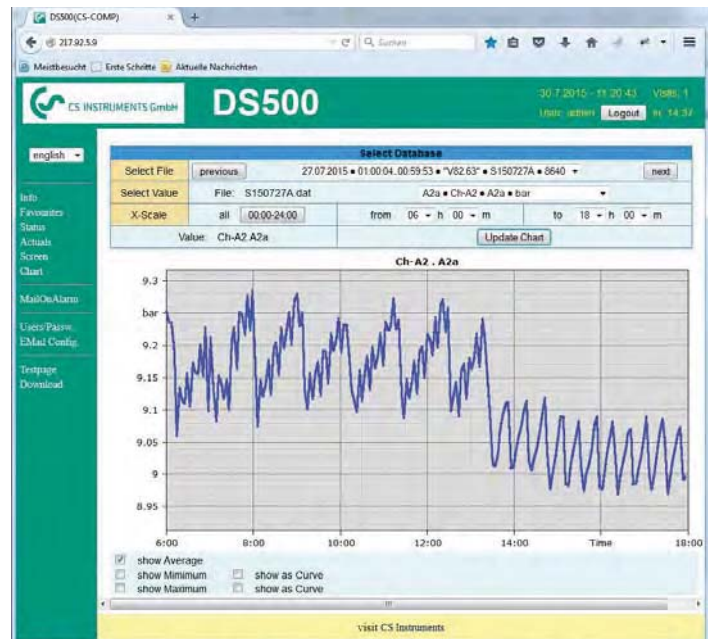 DS500(CS-COMP)
217.92.5.9
Suchen
Meistbesucht Erste Schritte Aktuelle Nachrichten
CS INSTRUMENTS GmbH
DS500
30.7.2015 - 11:20:43 Visits: 1
User: admin Logout in: 14:37
english
Info
Favourites
Status
Actuals
Screen
Chart
MailOnAlarm
Users/Passw.
EMail Config.
Testpage
Download
Select Database
Select File previous 27.07.2015 • 01:00:04..00:59:53 • "V82.63" • S150727A • 8640 next
Select Value File: S150727A.dat A2a • Ch-A2 • A2a • bar
X-Scale all 00:00-24:00 from 06 h 00 m to 18 h 00 m
Value: Ch-A2 A2a Update Chart
Ch-A2 . A2a
9.3
bar
9.2
9.15
9.1
9.05
9
8.95
6:00 8:00 10:00 12:00 14:00 Time 18:00
show Average
show Mimimum show as Curve
show Maximum show as Curve
visit CS Instruments